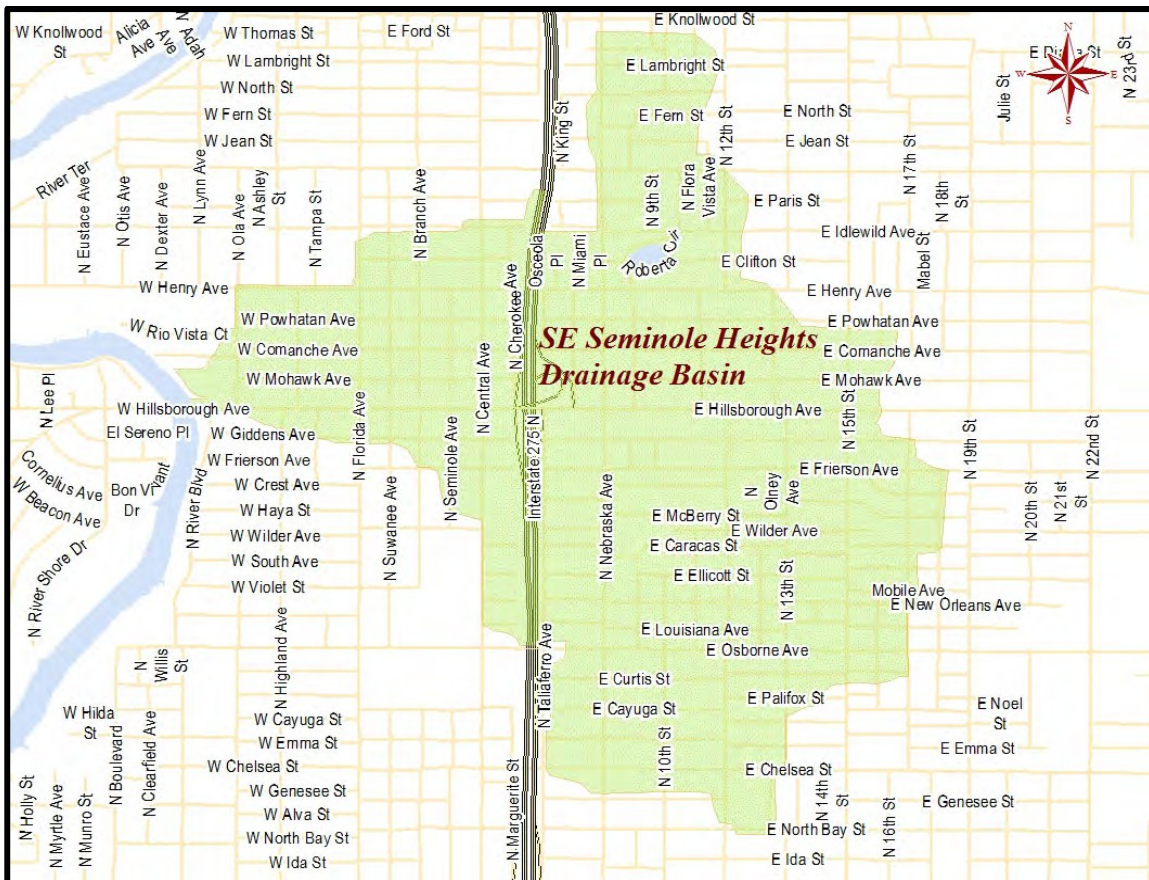 W Knollwood
St
Alicia
Ave
N Adah
Ave
W Thomas St
E Ford St
E Knollwood St
N
W
E
S
N 23rd St
W Lambright St
E Lambright St
Julie St
W North St
W Fern St
N King St
E Fern St
N 12th St
E North St
W Jean St
E Jean St
River Ter
N Eustace Ave
N Otis Ave
N Dexter Ave
N Lynn Ave
N Ola Ave
N Ashley
St
N Tampa St
N Branch Ave
N 9th St
N Flora
Vista Ave
N 17th St
N 18th
St
E Paris St
E Idlewild Ave
Osceola
Pl
N Miami
Pl
Roberta Cir
E Clifton St
Mabel St
W Henry Ave
N Cherokee Ave
E Henry Ave
W Rio Vista Ct
W Powhatan Ave
E Powhatan Ave
SE Seminole Heights
Drainage Basin
W Comanche Ave
E Comanche Ave
N Lee Pl
W Mohawk Ave
N Central Ave
E Mohawk Ave
W Hillsborough Ave
E Hillsborough Ave
N 15th St
El Sereno Pl
W Giddens Ave
N Florida Ave
N Seminole Ave
Interstate 275 N
N 19th St
N 22nd St
Cornelius Ave
W Beacon Ave
Bon Vivant
Dr
N River Blvd
W Frierson Ave
E Frierson Ave
W Crest Ave
N Suwanee Ave
N Nebraska Ave
N
Olney
Ave
N 20th St
N 21st
St
W Haya St
E McBerry St
W Wilder Ave
E Wilder Ave
N River Shore Dr
E Caracas St
W South Ave
E Ellicott St
N 13th St
W Violet St
Mobile Ave
E New Orleans Ave
N
Willis
St
N Highland Ave
N Taliaferro Ave
E Louisiana Ave
E Osborne Ave
E Curtis St
W Hilda
St
W Cayuga St
E Cayuga St
E Palifox St
E Noel
St
N Boulevard
N Clearfield Ave
W Emma St
N 10th St
E Emma St
N Holly St
N Myrtle Ave
N Munro St
W Chelsea St
N Marguerite St
E Chelsea St
W Genesee St
N 14th
St
N 16th St
E Genesee St
W Alva St
W North Bay St
E North Bay St
W Ida St
E Ida St